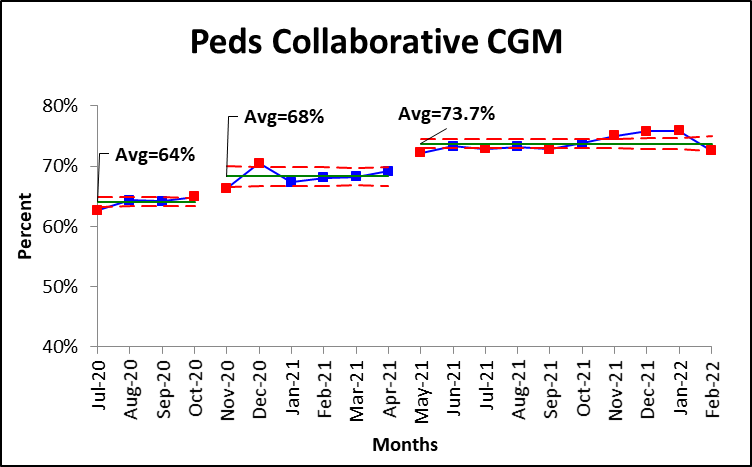 Peds Collaborative CGM
80%
70%
60%
50%
40%
Percent
Avg=64%
Avg=68%
Avg=73.7%
Jul-20
Aug-20
Sep-20
Oct-20
Nov-20
Dec-20
Jan-21
Feb-21
Mar-21
Apr-21
May-21
Jun-21
Jul-21
Aug-21
Sep-21
Oct-21
Nov-21
Dec-21
Jan-22
Feb-22
Months